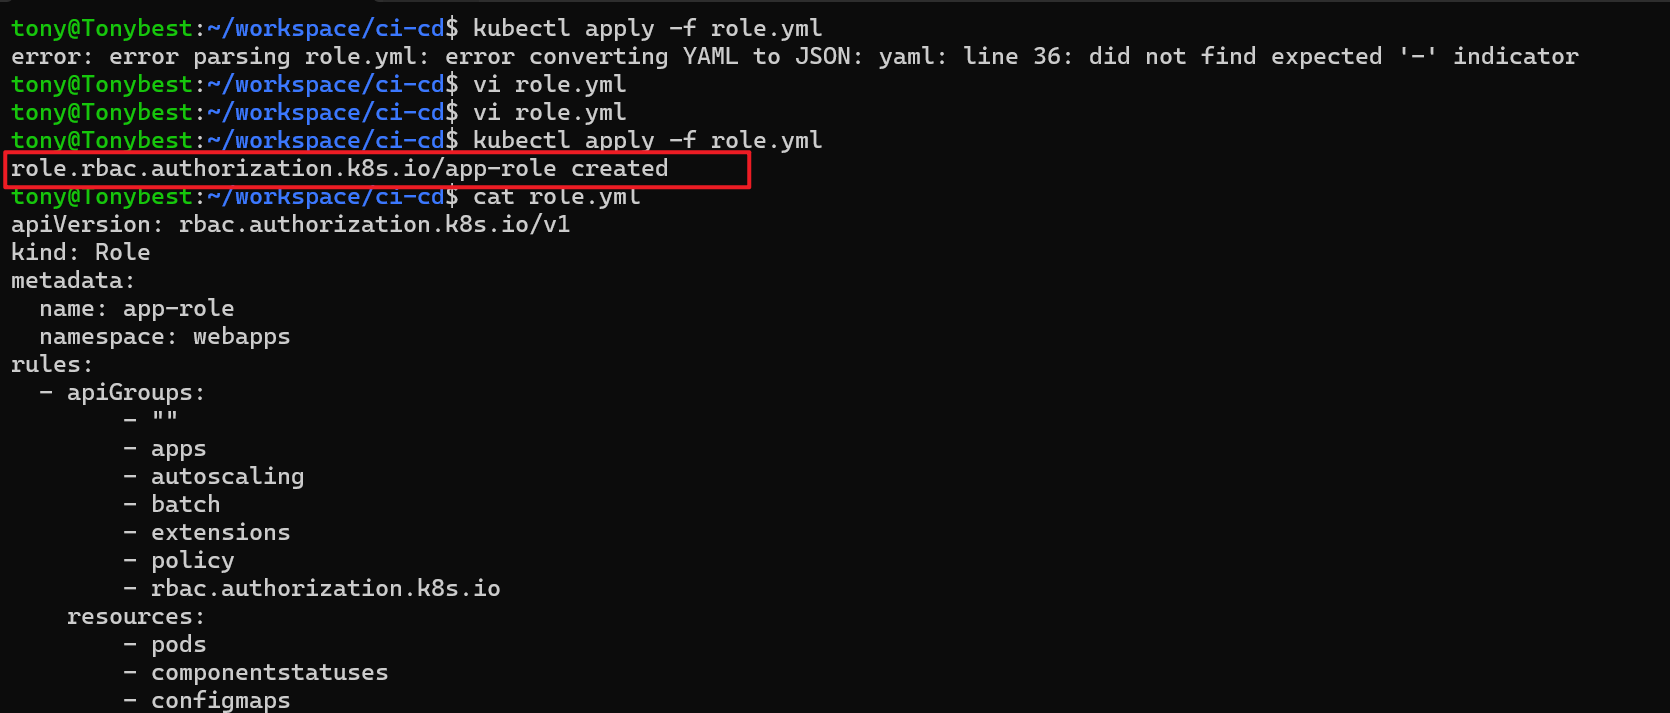 tony@Tonybest:~/workspace/ci-cd$ kubectl apply -f role.yml
error: error parsing role.yml: error converting YAML to JSON: yaml: line 36: did not find expected '-' indicator
tony@Tonybest:~/workspace/ci-cd$ vi role.yml
tony@Tonybest:~/workspace/ci-cd$ vi role.yml
tony@Tonybest:~/workspace/ci-cd$ kubectl apply -f role.yml
role.rbac.authorization.k8s.io/app-role created
tony@Tonybest:~/workspace/ci-cd$ cat role.yml
apiVersion: rbac.authorization.k8s.io/v1
kind: Role
metadata:
  name: app-role
  namespace: webapps
rules:
  - apiGroups:
        - ""
        - apps
        - autoscaling
        - batch
        - extensions
        - policy
        - rbac.authorization.k8s.io
    resources:
        - pods
        - componentstatuses
        - configmaps